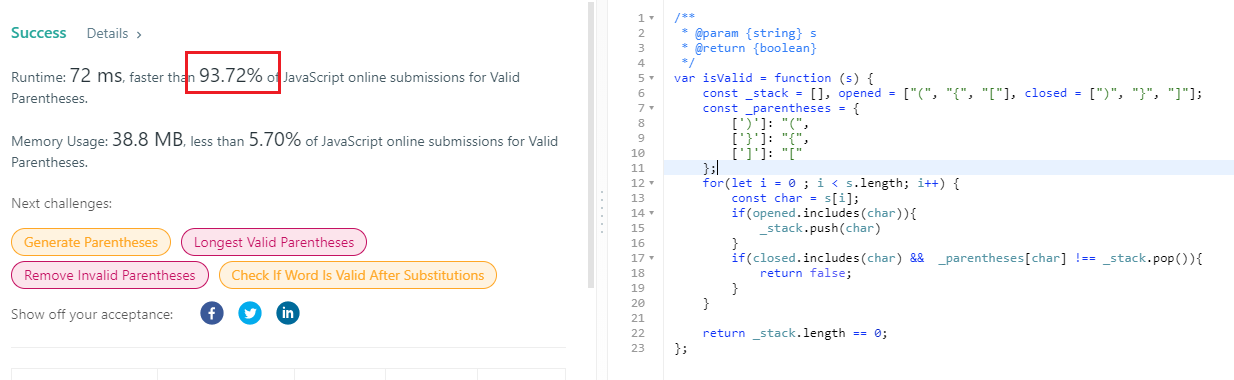 Success Details >
Runtime: 72 ms, faster than 93.72% of JavaScript online submissions for Valid
Parentheses.
Memory Usage: 38.8 MB, less than 5.70% of JavaScript online submissions for Valid
Parentheses.
Next challenges:
Generate Parentheses Longest Valid Parentheses
Remove Invalid Parentheses Check If Word Is Valid After Substitutions
Show off your acceptance: f in
1 /**
2 * @param {string} s
3 * @return {boolean}
4 */
5 var isValid = function (s) {
6 const _stack = [], opened = ["(", "{", "["], closed = [")", "}", "]"];
7 const _parentheses = {
8 [')']: "(",
9 ['}']: "{",
10 [']']: "["
11 };
12 for(let i = 0 ; i < s.length; i++) {
13 const char = s[i];
14 if(opened.includes(char)){
15 _stack.push(char)
16 }
17 if(closed.includes(char) && _parentheses[char] !== _stack.pop()){
18 return false;
19 }
20 }
21
22 return _stack.length == 0;
23 };